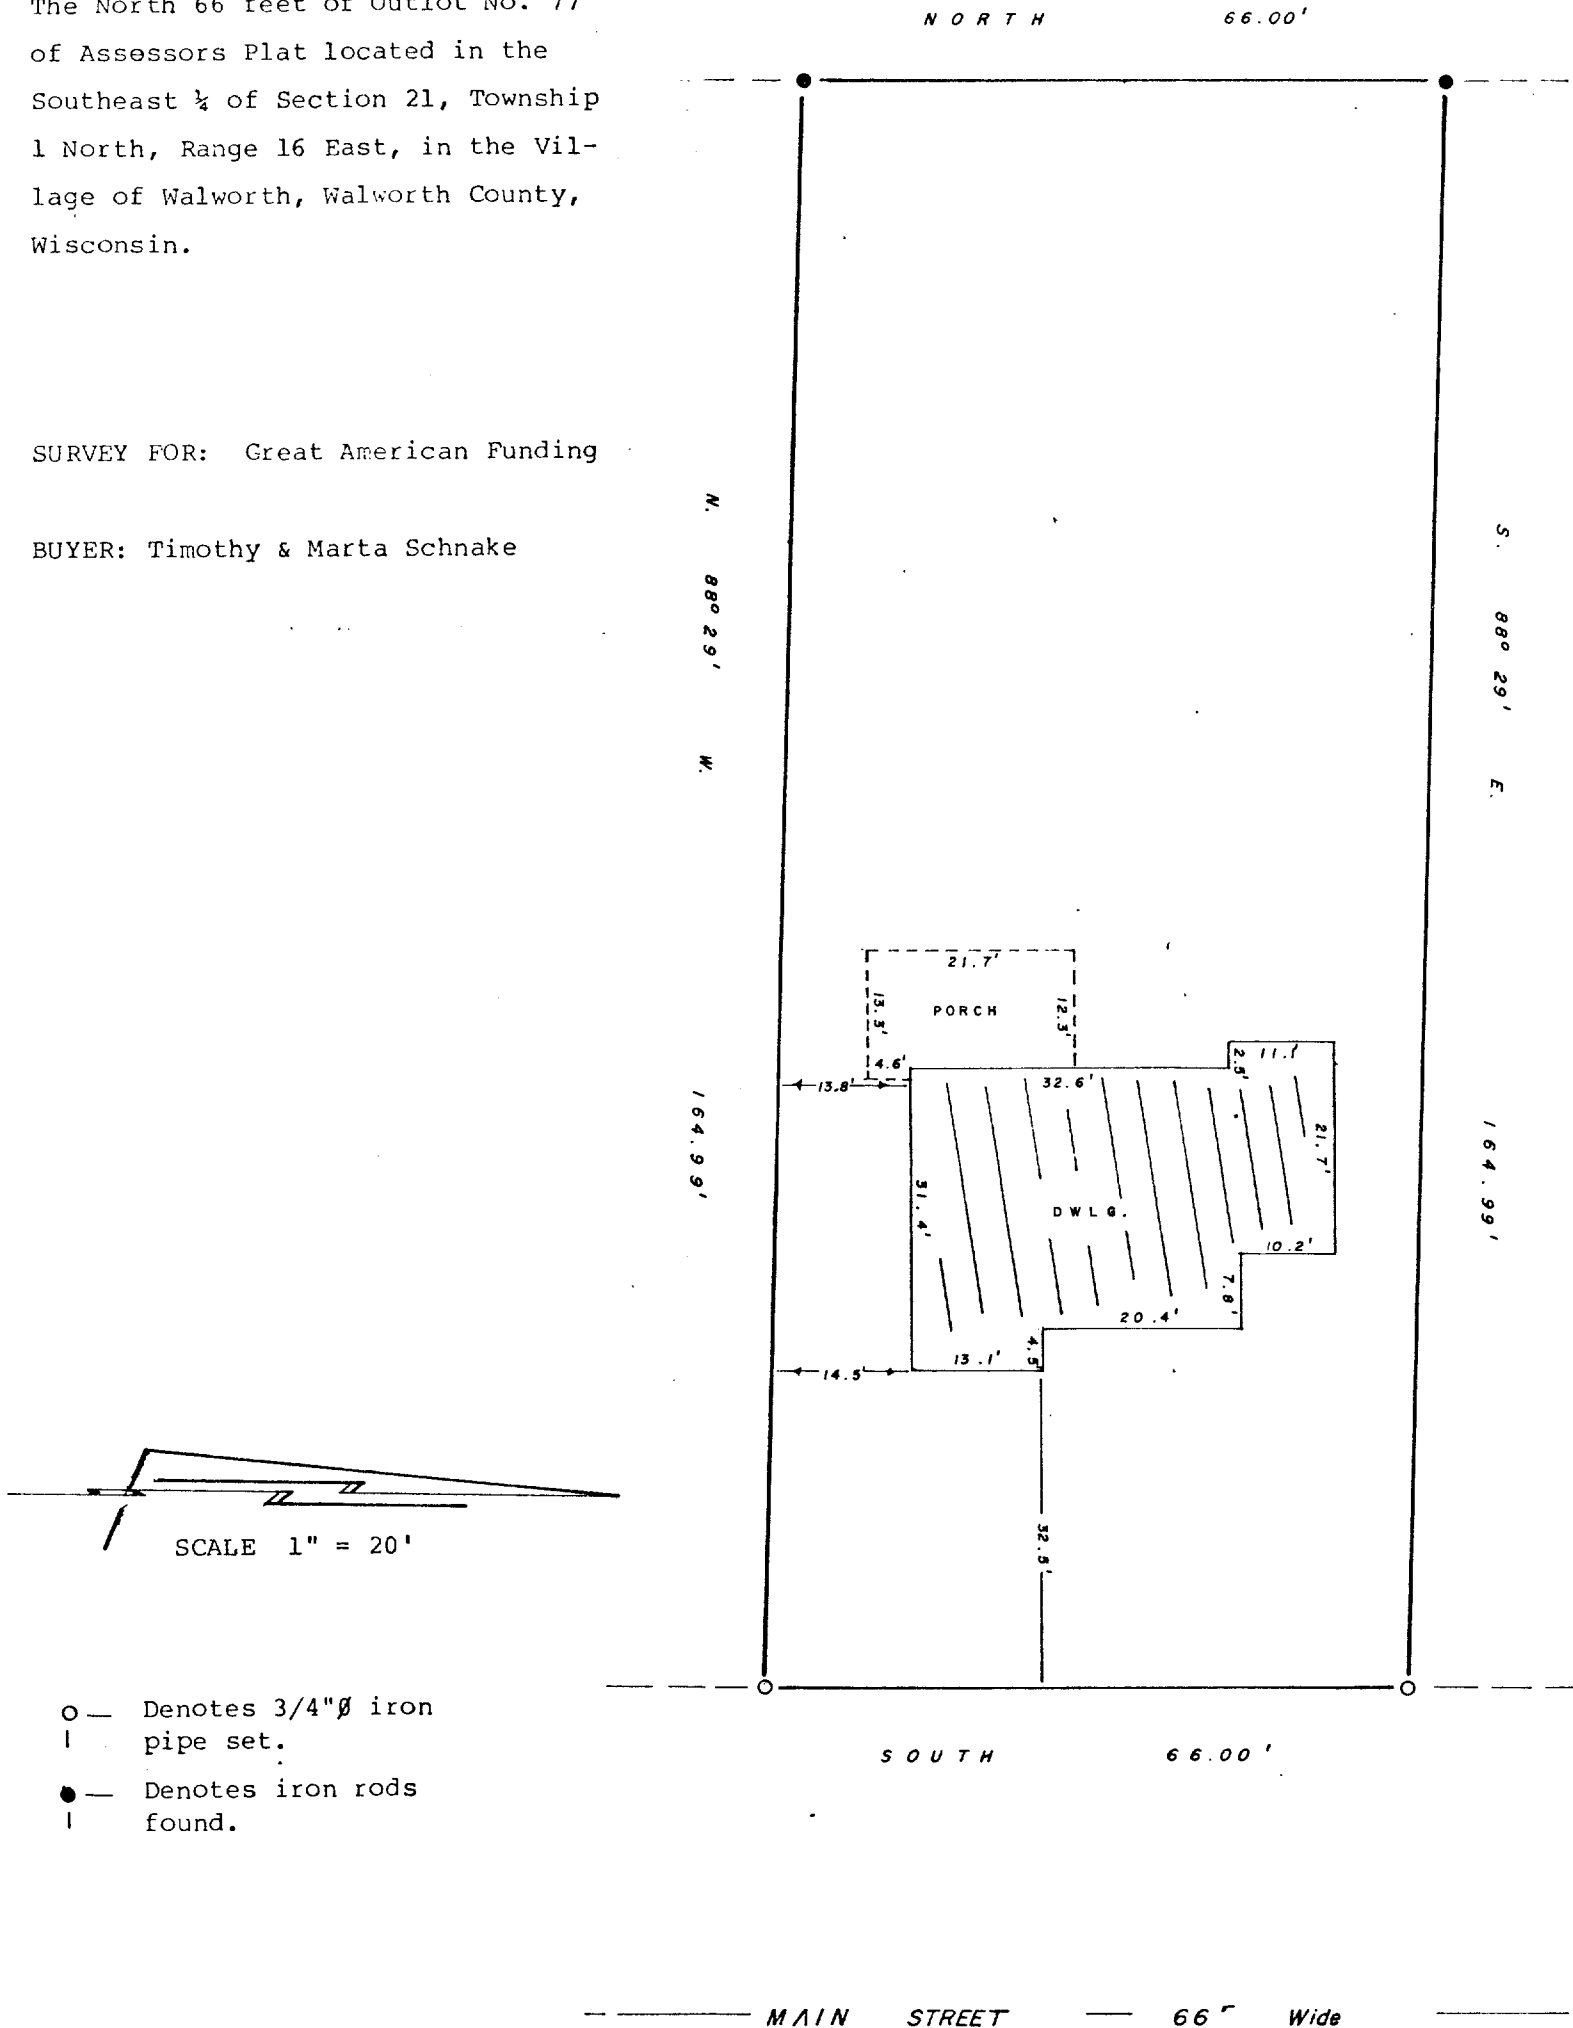 The North 66 feet of Outlot No. 77
of Assessors Plat located in the
Southeast ¼ of Section 21, Township
1 North, Range 16 East, in the Vil-
lage of Walworth, Walworth County,
Wisconsin.
SURVEY FOR: Great American Funding
BUYER: Timothy & Marta Schnake
NORTH 66.00'
N. 88° 29' W.
164.99'
S. 88° 29' E.
164.99'
21.7'
13.3'
PORCH
12.3'
4.6'
13.8'
32.6'
2.5'
11.1'
21.7'
31.4'
DWLG.
10.2'
7.8'
20.4'
4.5'
13.1'
14.5'
32.5'
SCALE 1" = 20'
Denotes 3/4"Ø iron
pipe set.
Denotes iron rods
found.
SOUTH 66.00'
MAIN STREET 66' Wide